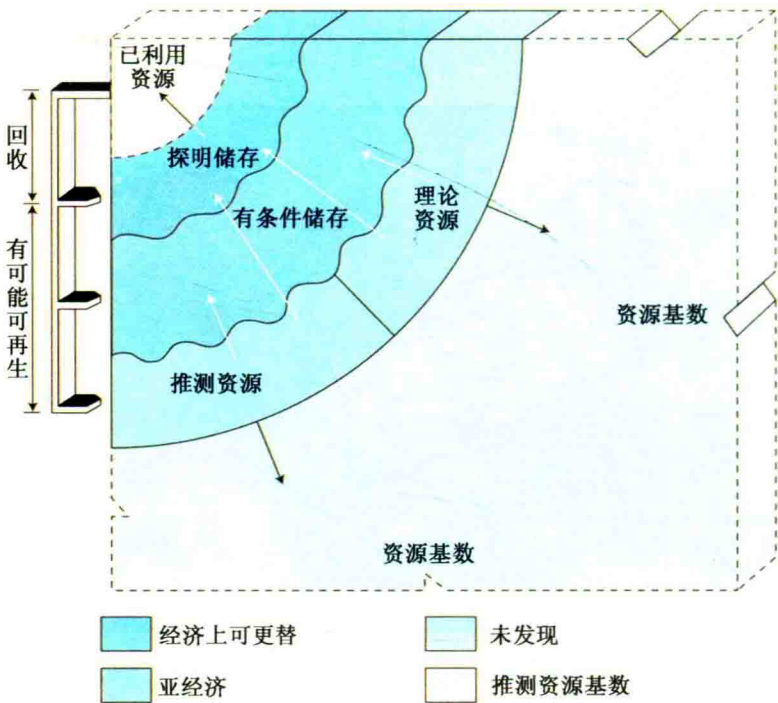 已利用
资源
回收
探明储存
有条件储存
理论
资源
有可能可再生
资源基数
推测资源
资源基数
经济上可更替
未发现
亚经济
推测资源基数